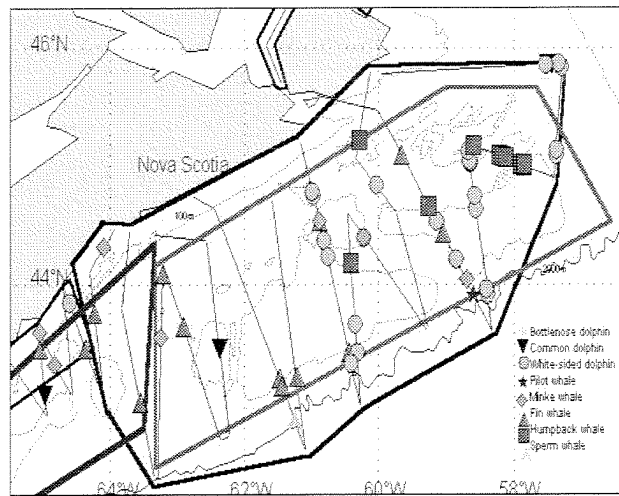 46°N
Nova Scotia
100m
44°N
2000m
Bottlenose dolphin
Common dolphin
White-sided dolphin
Pilot whale
Minke whale
Fin whale
Humpback whale
Sperm whale
64°W
62°W
60°W
58°W